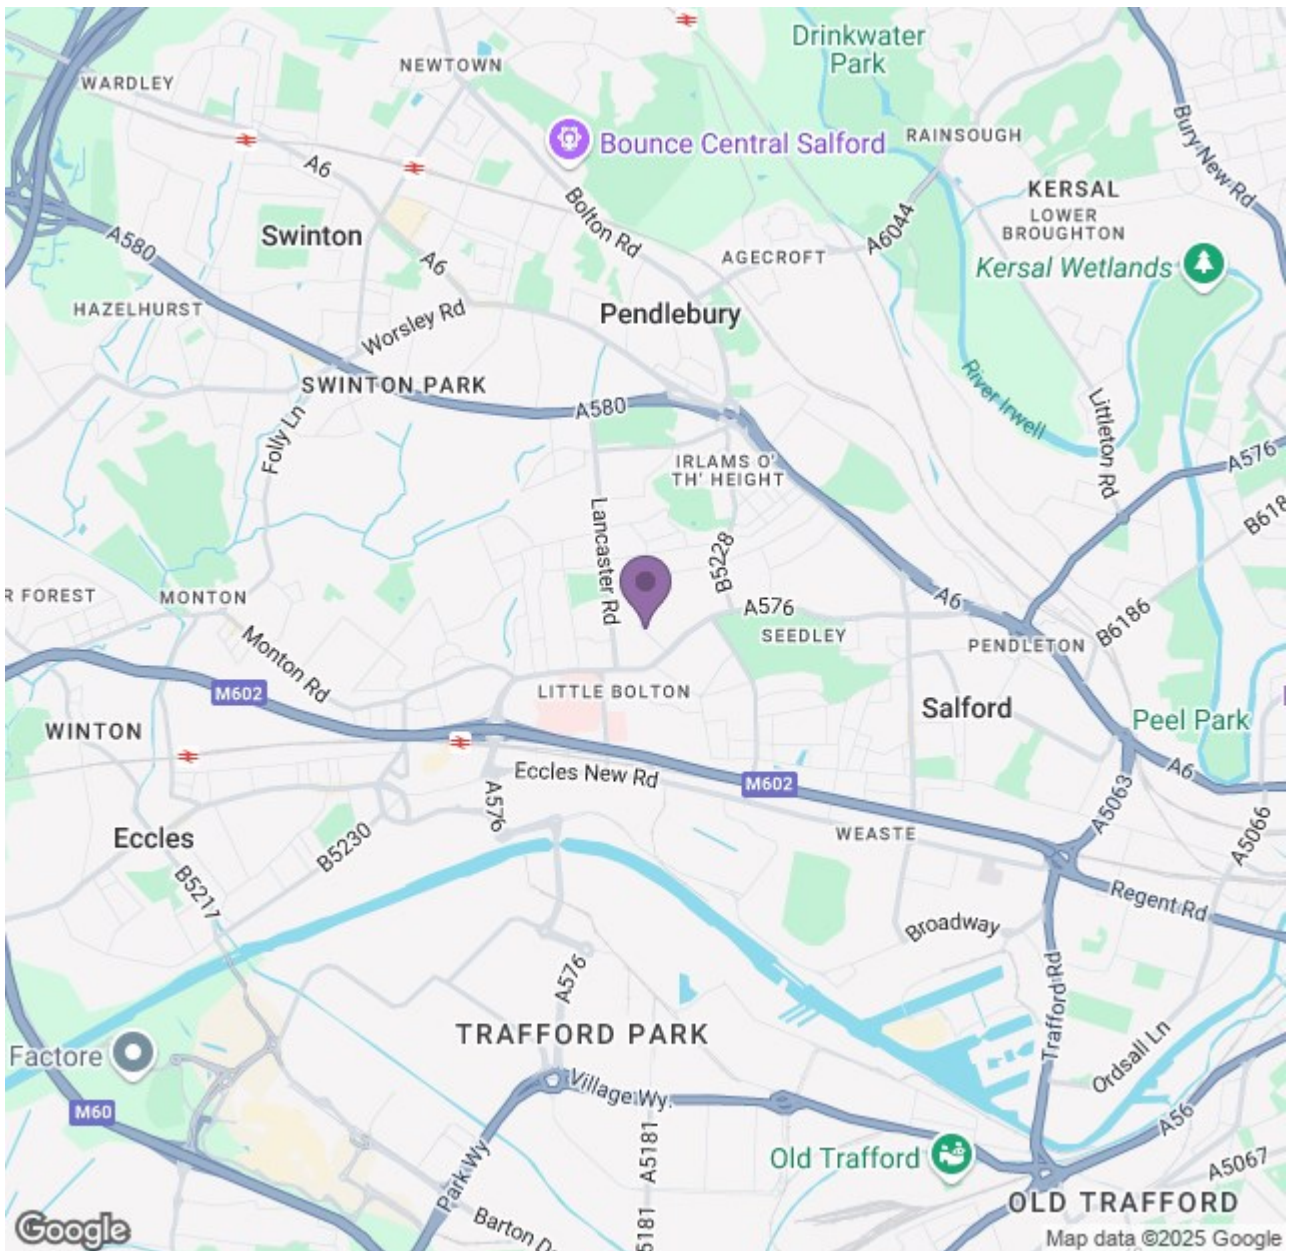 Drinkwater
Park
NEWTOWN
WARDLEY
Bounce Central Salford
RAINSOUGH
Bury New Rd
A6
KERSAL
LOWER
BROUGHTON
Bolton Rd
A6044
Swinton
A580
A6
AGECROFT
Kersal Wetlands
HAZELHURST
Worsley Rd
Pendlebury
SWINTON PARK
A580
River Irwell
Littleton Rd
Folly Ln
IRLAMS O'
TH' HEIGHT
A576
B618
Lancaster Rd
B5228
R FOREST
MONTON
A576
A6
SEEDLEY
B6186
PENDLETON
Monton Rd
M602
LITTLE BOLTON
Salford
Peel Park
WINTON
Eccles New Rd
M602
A6
A576
A5063
Eccles
B5230
WEASTE
A5066
B5217
Regent Rd
Broadway
A576
Trafford Rd
TRAFFORD PARK
Factore
Ordsall Ln
Village Wy.
M60
A56
A5181
Park Wy
Old Trafford
A5067
OLD TRAFFORD
Barton D
5181
Google
Map data ©2025 Google